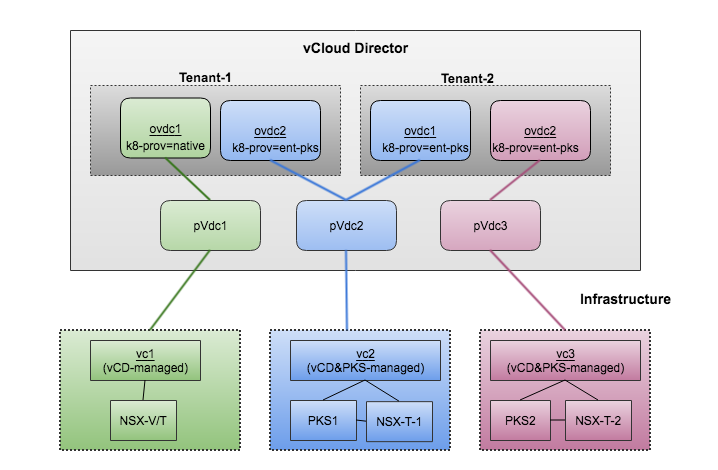 vCloud Director
Tenant-1
Tenant-2
ovdc1
k8-prov=native
ovdc2
k8-prov=ent-pks
ovdc1
k8-prov=ent-pks
ovdc2
k8-prov=ent-pks
pVdc1
pVdc2
pVdc3
Infrastructure
vc1
(vCD-managed)
NSX-V/T
vc2
(vCD&PKS-managed)
PKS1
NSX-T-1
vc3
(vCD&PKS-managed)
PKS2
NSX-T-2